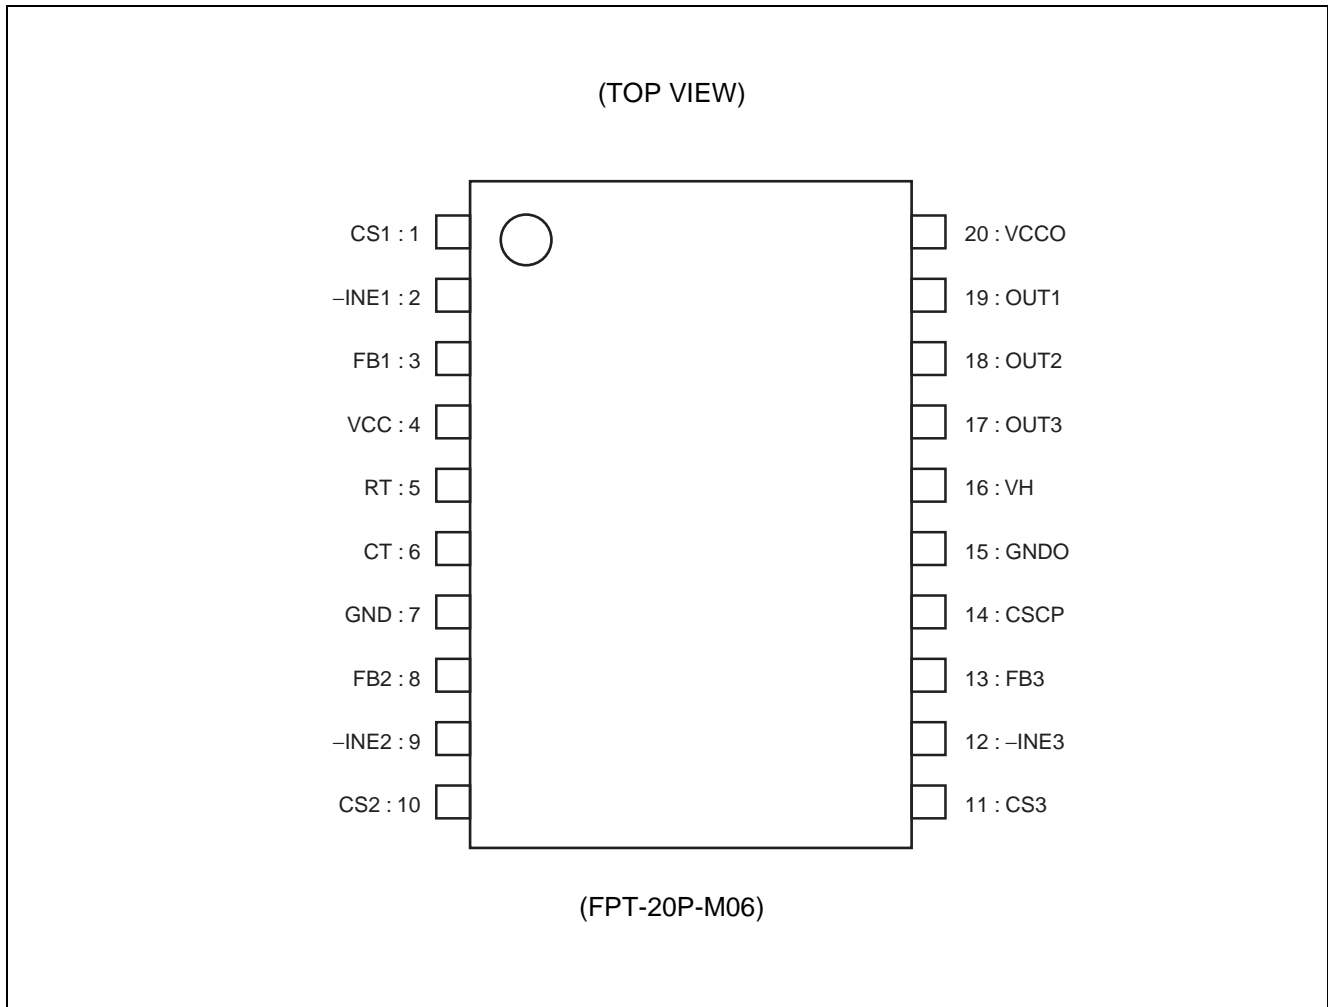 (TOP VIEW)
CS1 : 1
−INE1 : 2
FB1 : 3
VCC : 4
RT : 5
CT : 6
GND : 7
FB2 : 8
−INE2 : 9
CS2 : 10
20 : VCCO
19 : OUT1
18 : OUT2
17 : OUT3
16 : VH
15 : GNDO
14 : CSCP
13 : FB3
12 : −INE3
11 : CS3
(FPT-20P-M06)